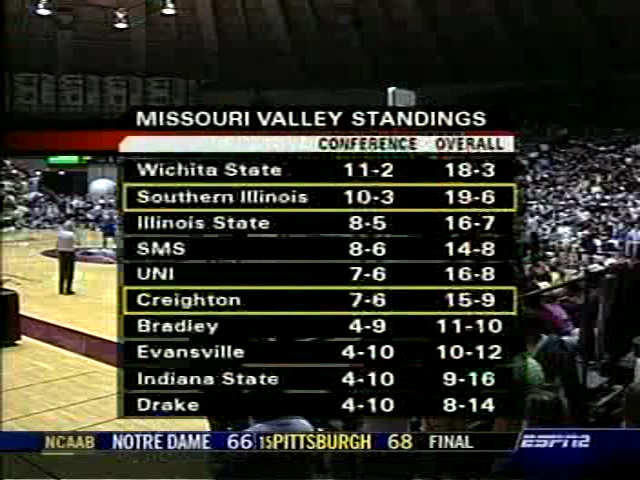 MISSOURI VALLEY STANDINGS
CONFERENCE OVERALL
Wichita State 11-2 18-3
Southern Illinois 10-3 19-6
Illinois State 8-5 16-7
SMS 8-6 14-8
UNI 7-6 16-8
Creighton 7-6 15-9
Bradley 4-9 11-10
Evansville 4-10 10-12
Indiana State 4-10 9-16
Drake 4-10 8-14
NCAAB NOTRE DAME 66 15 PITTSBURGH 68 FINAL ESPN2